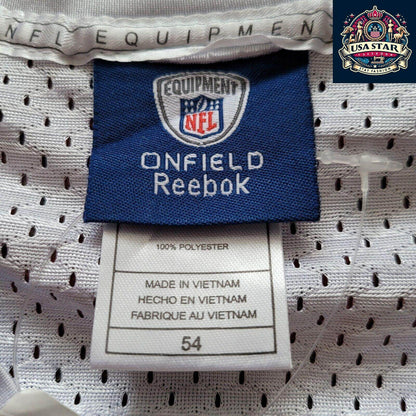 NFL EQUIPMEN
USA STAR
EQUIPMENT
NFL
ONFIELD
Reebok
100% POLYESTER
MADE IN VIETNAM
HECHO EN VIETNAM
FABRIQUE AU VIETNAM
54